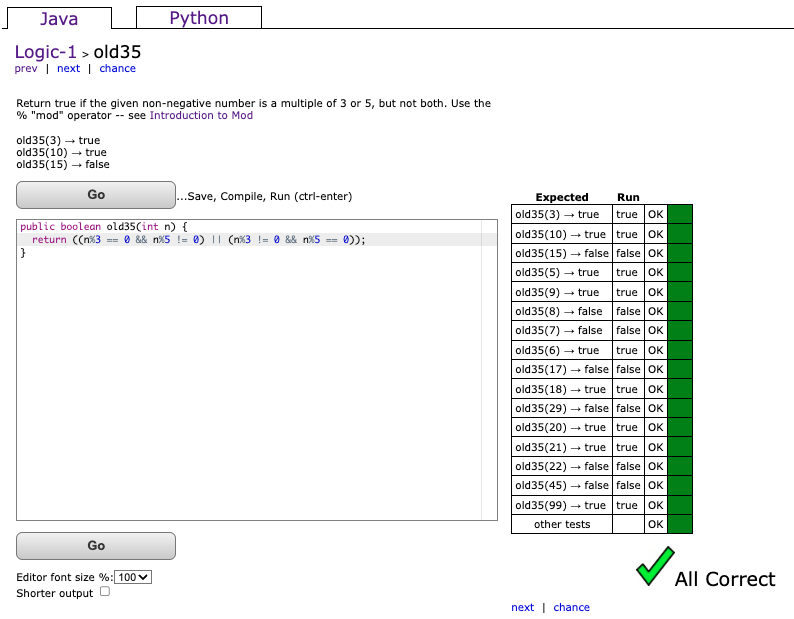 Java
Python
Logic-1 > old35
prev | next | chance
Return true if the given non-negative number is a multiple of 3 or 5, but not both. Use the
% "mod" operator -- see Introduction to Mod
old35(3) → true
old35(10) → true
old35(15) → false
Go
...Save, Compile, Run (ctrl-enter)
public boolean old35(int n) {
  return ((n%3 == 0 && n%5 != 0) || (n%3 != 0 && n%5 == 0));
}
Go
Editor font size %: 100
Shorter output
Expected Run
old35(3) → true true OK
old35(10) → true true OK
old35(15) → false false OK
old35(5) → true true OK
old35(9) → true true OK
old35(8) → false false OK
old35(7) → false false OK
old35(6) → true true OK
old35(17) → false false OK
old35(18) → true true OK
old35(29) → false false OK
old35(20) → true true OK
old35(21) → true true OK
old35(22) → false false OK
old35(45) → false false OK
old35(99) → true true OK
other tests OK
All Correct
next | chance